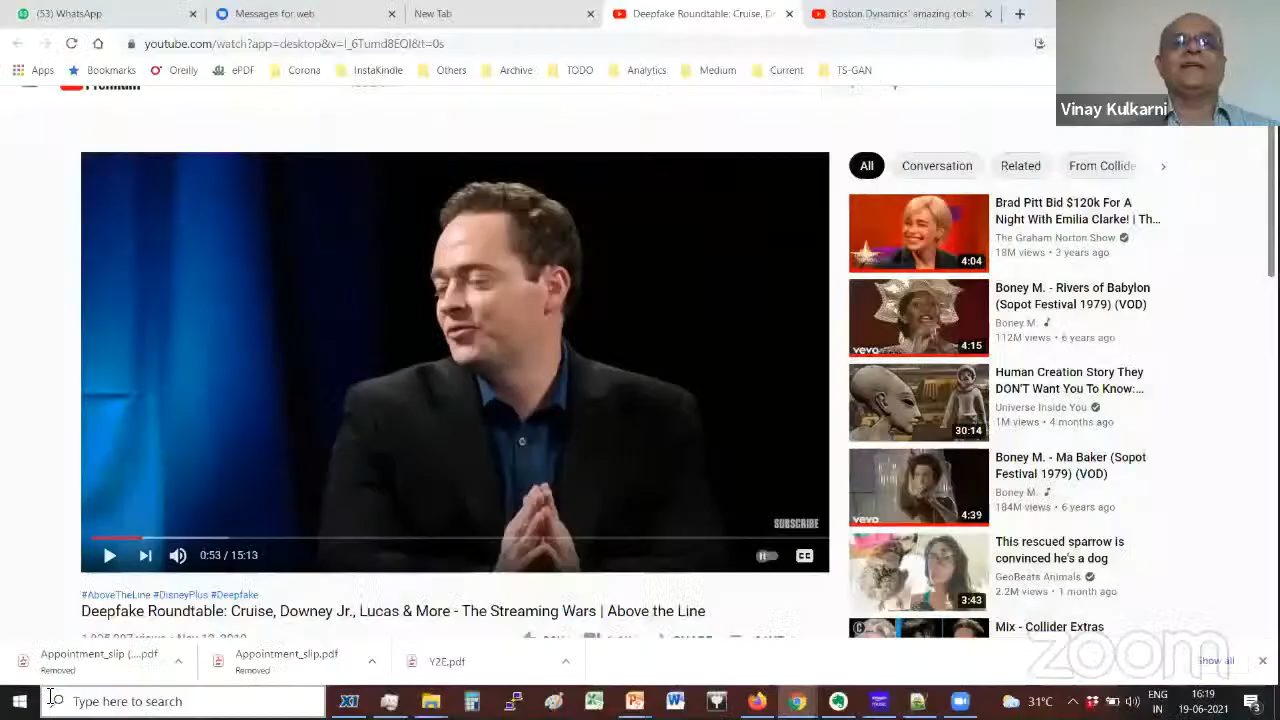 (53) WhatsApp
Messenger
New Tab
Deepfake Roundtable: Cruise, Do
Boston Dynamics' amazing robo
youtube.com/watch?app=desktop&v=l_6Tumd8EQI&t=0s
Apps
Bookmarks
Oreilly
ePDF
Corona
InstaKindle
Others
Archive
TODO
Analytics
Medium
Current
TS-GAN
Vinay Kulkarni
All
Conversation
Related
From Collide
Brad Pitt Bid $120k For A
Night With Emilia Clarke! | Th...
The Graham Norton Show
18M views • 3 years ago
4:04
Boney M. - Rivers of Babylon
(Sopot Festival 1979) (VOD)
Boney M.
112M views • 6 years ago
vevo
4:15
Human Creation Story They
DON'T Want You To Know:...
Universe Inside You
1M views • 4 months ago
30:14
Boney M. - Ma Baker (Sopot
Festival 1979) (VOD)
Boney M.
184M views • 6 years ago
vevo
4:39
This rescued sparrow is
convinced he's a dog
GeoBeats Animals
2.2M views • 1 month ago
3:43
Mix - Collider Extras
SUBSCRIBE
0:53 / 15:13
CC
#AboveTheLine #DisneyPlus #Deepfake
Deepfake Roundtable: Cruise, Downey Jr., Lucas & More - The Streaming Wars | Above the Line
Appointment_slip (....pdf
Removed
Appointment_slip.pdf
Removed
Y2E.pdf
Show all
zoom
Type here to search
31°C
ENG
IN
16:19
19-06-2021
3